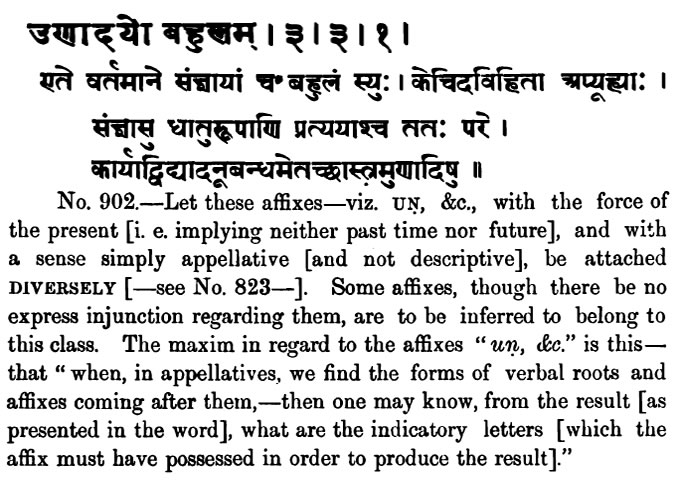 उणादयो बहुलम् । ३ । ३ । १ ।
एते वर्तमाने संज्ञायां च बहुलं स्युः । केचिदविहिता अप्यूह्याः ।
संज्ञासु धातुरूपाणि प्रत्ययाश्च ततः परे ।
कार्याद्विद्यादनूबन्धमेतच्छास्त्रमुणादिषु ॥
No. 902.—Let these affixes—viz. UṆ, &c., with the force of
the present [i. e. implying neither past time nor future], and with
a sense simply appellative [and not descriptive], be attached
DIVERSELY [—see No. 823—]. Some affixes, though there be no
express injunction regarding them, are to be inferred to belong to
this class. The maxim in regard to the affixes “uṇ, &c.” is this—
that “when, in appellatives, we find the forms of verbal roots and
affixes coming after them,—then one may know, from the result [as
presented in the word], what are the indicatory letters [which the
affix must have possessed in order to produce the result].”